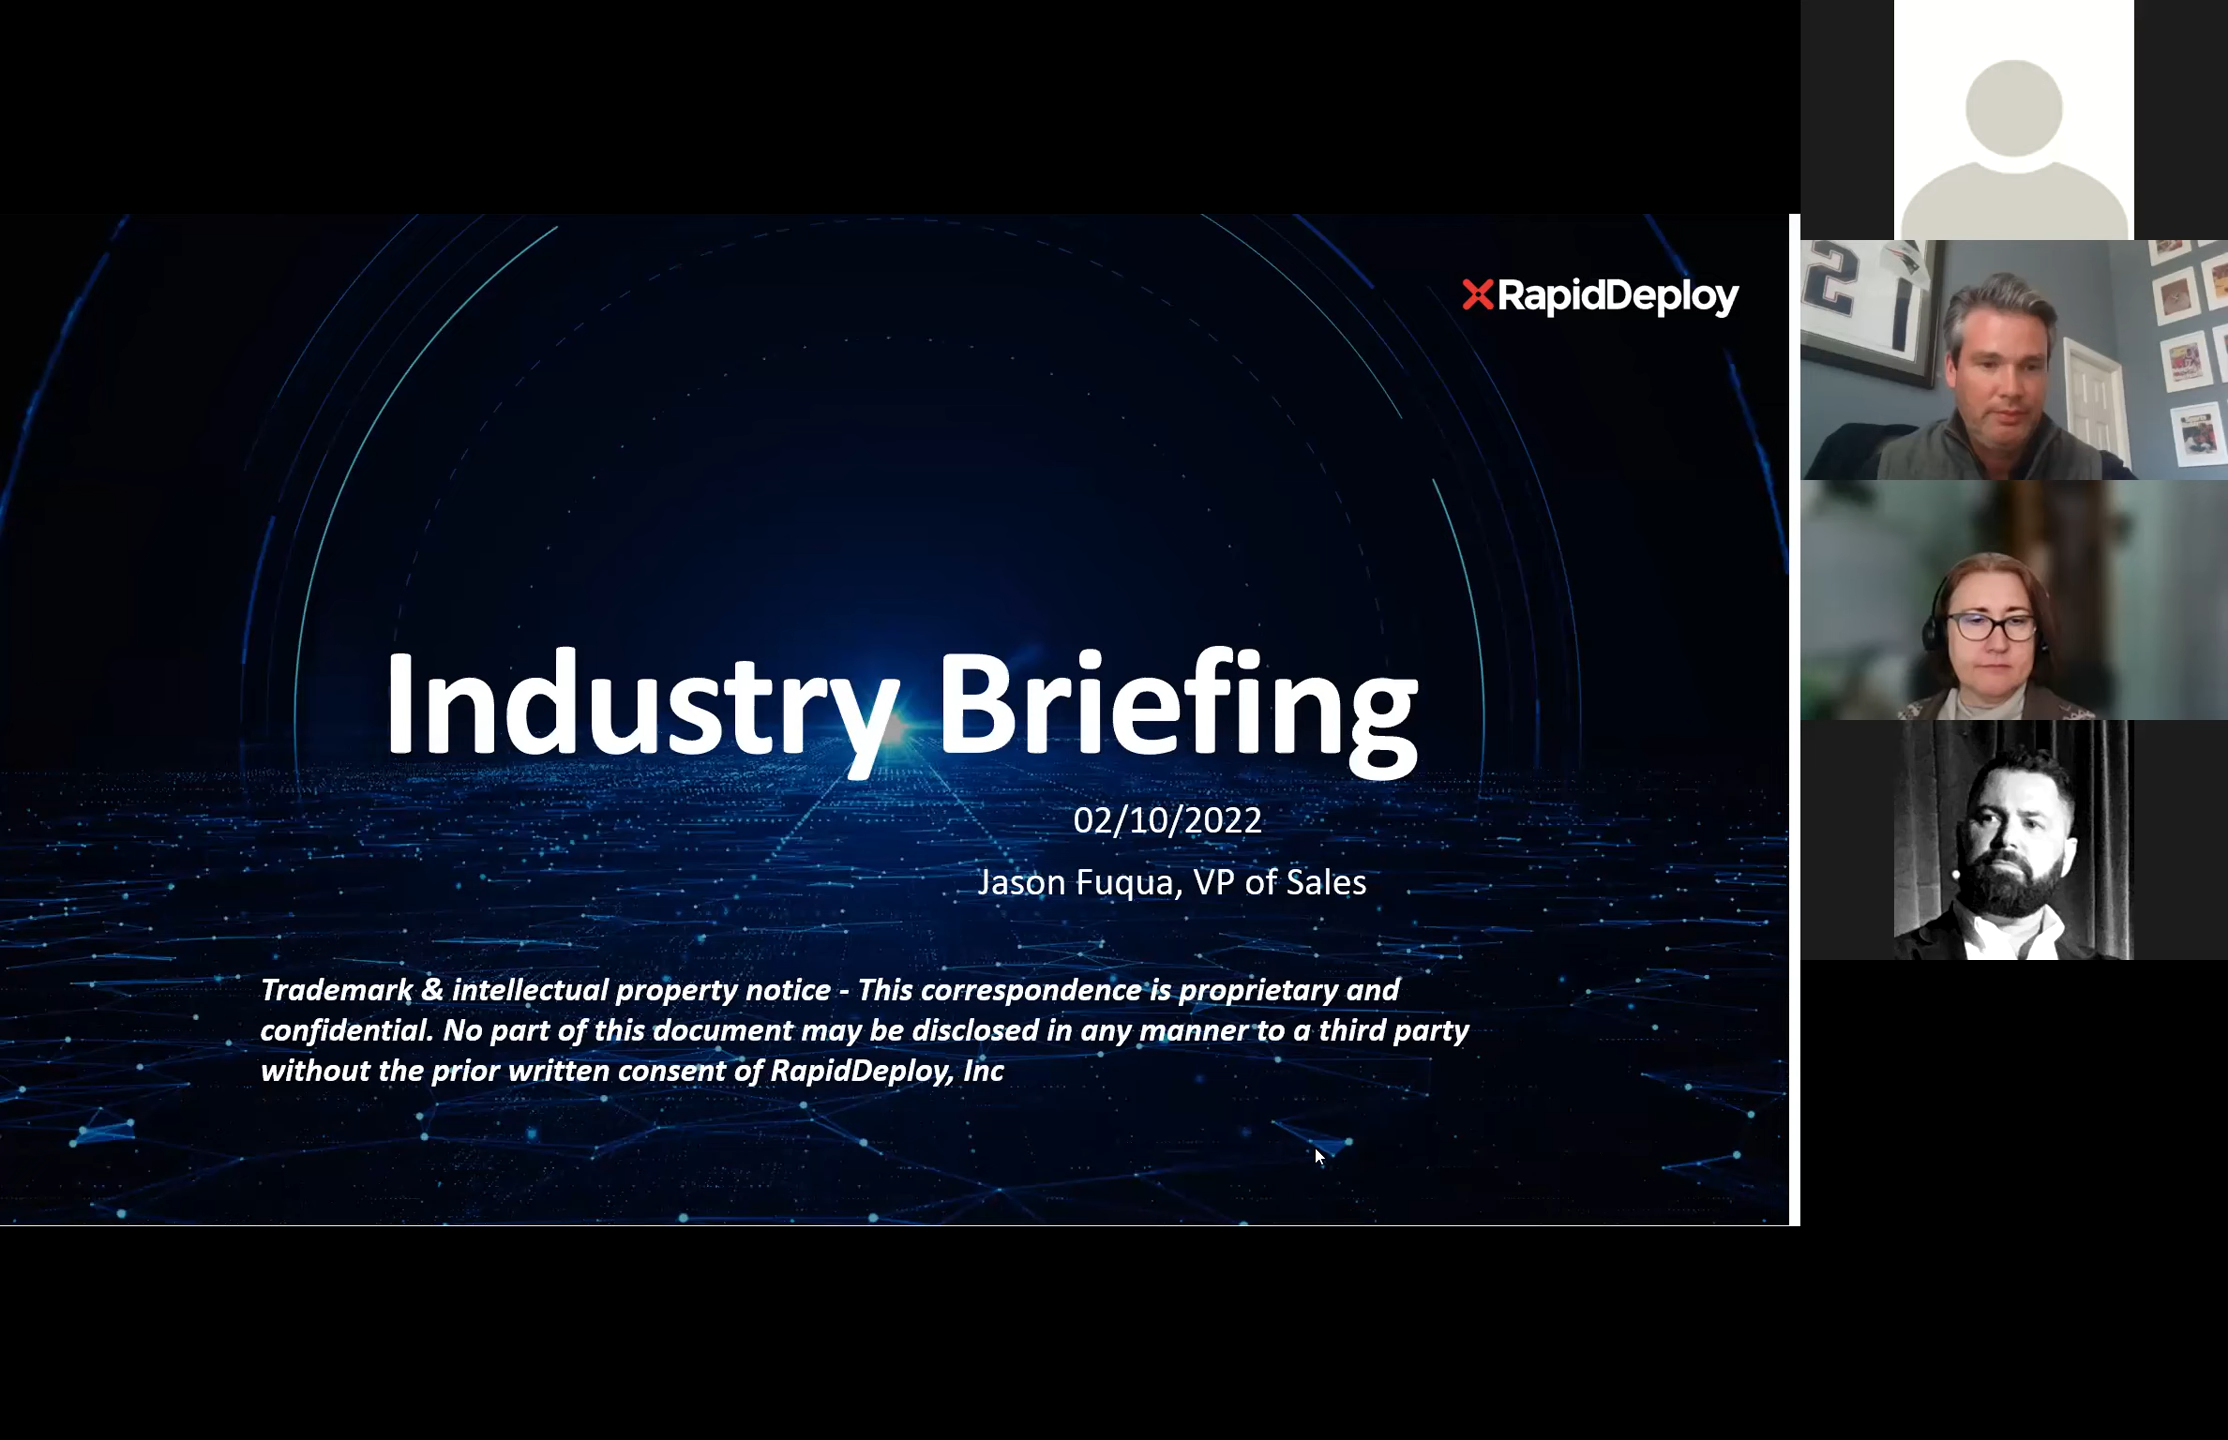 RapidDeploy
Industry Briefing
02/10/2022
Jason Fuqua, VP of Sales
Trademark & intellectual property notice - This correspondence is proprietary and
confidential. No part of this document may be disclosed in any manner to a third party
without the prior written consent of RapidDeploy, Inc
2